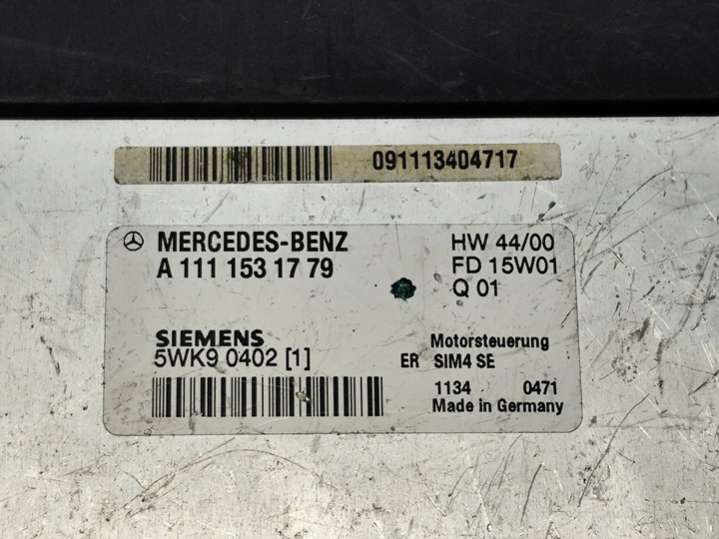 091113404717
MERCEDES-BENZ
A 111 153 17 79
HW 44/00
FD 15W01
Q 01
SIEMENS
5WK9 0402 [1]
Motorsteuerung
ER SIM4 SE
1134 0471
Made in Germany